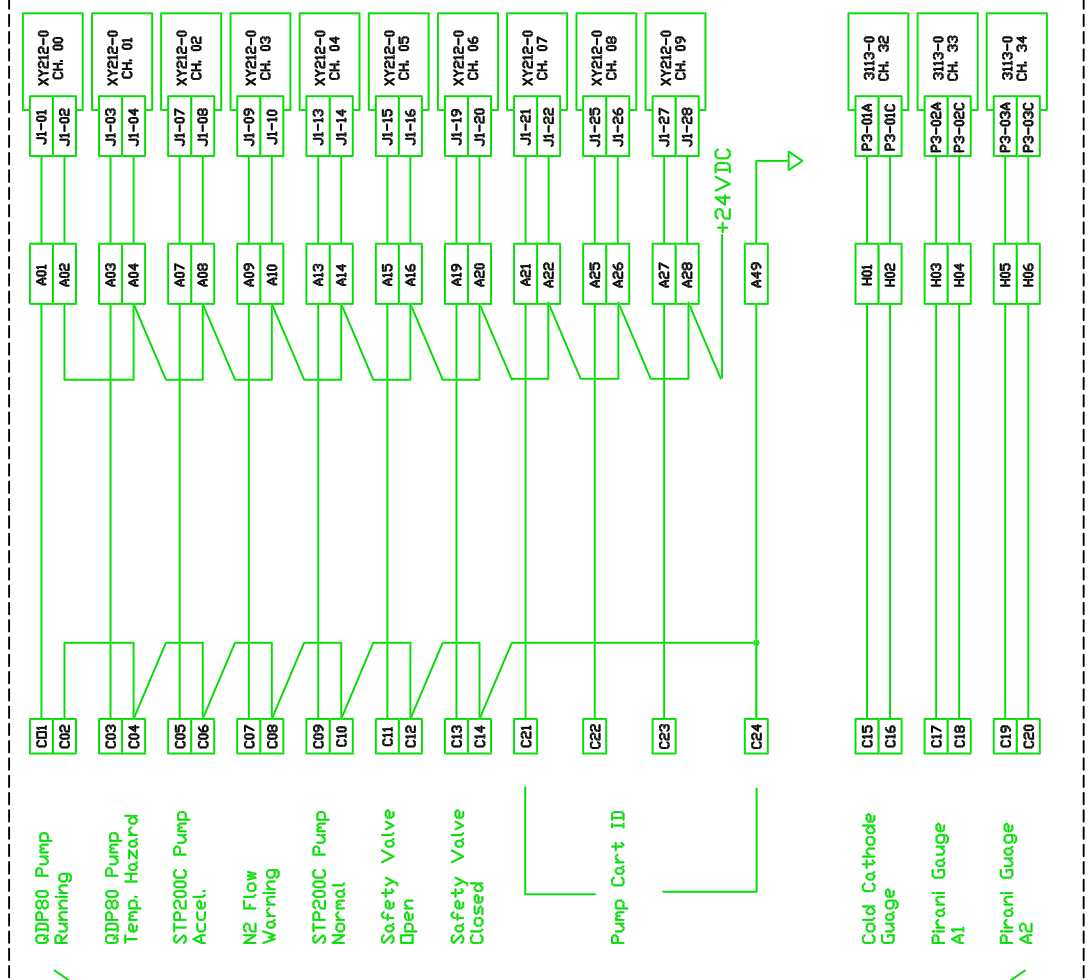 XY212-0
CH. 00
XY212-0
CH. 01
XY212-0
CH. 02
XY212-0
CH. 03
XY212-0
CH. 04
XY212-0
CH. 05
XY212-0
CH. 06
XY212-0
CH. 07
XY212-0
CH. 08
XY212-0
CH. 09
3113-0
CH. 32
3113-0
CH. 33
3113-0
CH. 34
J1-01
J1-02
J1-03
J1-04
J1-07
J1-08
J1-09
J1-10
J1-13
J1-14
J1-15
J1-16
J1-19
J1-20
J1-21
J1-22
J1-25
J1-26
J1-27
J1-28
P3-01A
P3-01C
P3-02A
P3-02C
P3-03A
P3-03C
+24VDC
A01
A02
A03
A04
A07
A08
A09
A10
A13
A14
A15
A16
A19
A20
A21
A22
A25
A26
A27
A28
A49
H01
H02
H03
H04
H05
H06
C01
C02
C03
C04
C05
C06
C07
C08
C09
C10
C11
C12
C13
C14
C21
C22
C23
C24
C15
C16
C17
C18
C19
C20
QDP80 Pump
Running
QDP80 Pump
Temp. Hazard
STP200C Pump
Accel.
N2 Flow
Warning
STP200C Pump
Normal
Safety Valve
Open
Safety Valve
Closed
Pump Cart ID
Cold Cathode
Guage
Pirani Gauge
A1
Pirani Guage
A2